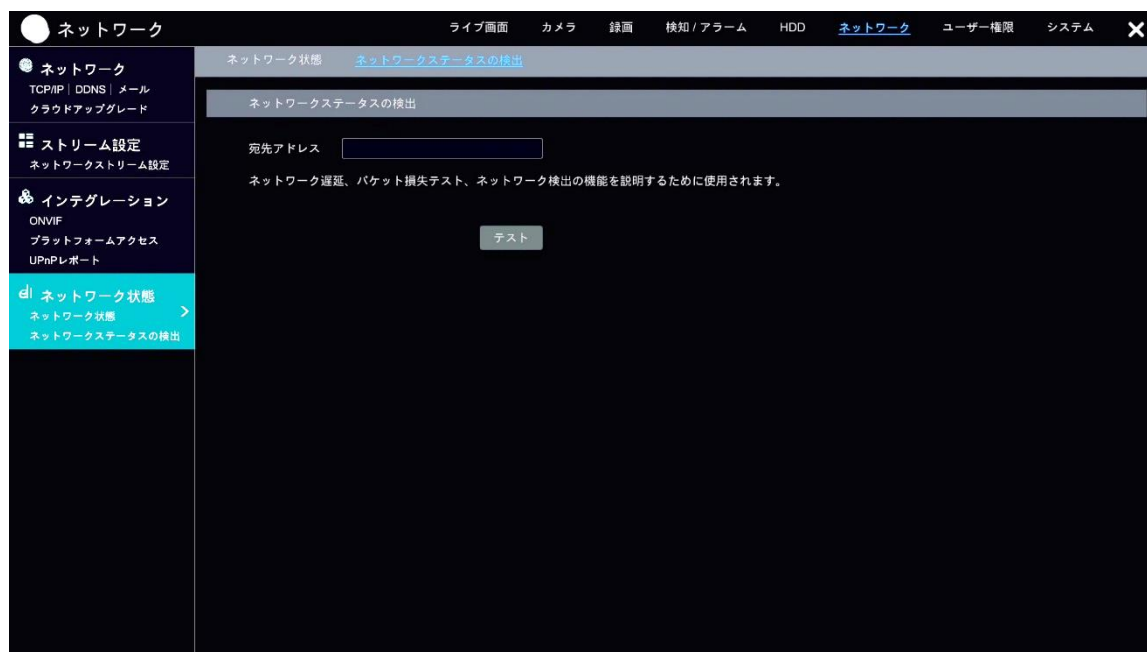 ネットワーク
ライブ画面 カメラ 録画 検知 / アラーム HDD ネットワーク ユーザー権限 システム
ネットワーク
TCP/IP | DDNS | メール
クラウドアップグレード
ストリーム設定
ネットワークストリーム設定
インテグレーション
ONVIF
プラットフォームアクセス
UPnPレポート
ネットワーク状態
ネットワーク状態
ネットワークステータスの検出
ネットワーク状態 ネットワークステータスの検出
ネットワークステータスの検出
宛先アドレス
ネットワーク遅延、パケット損失テスト、ネットワーク検出の機能を説明するために使用されます。
テスト